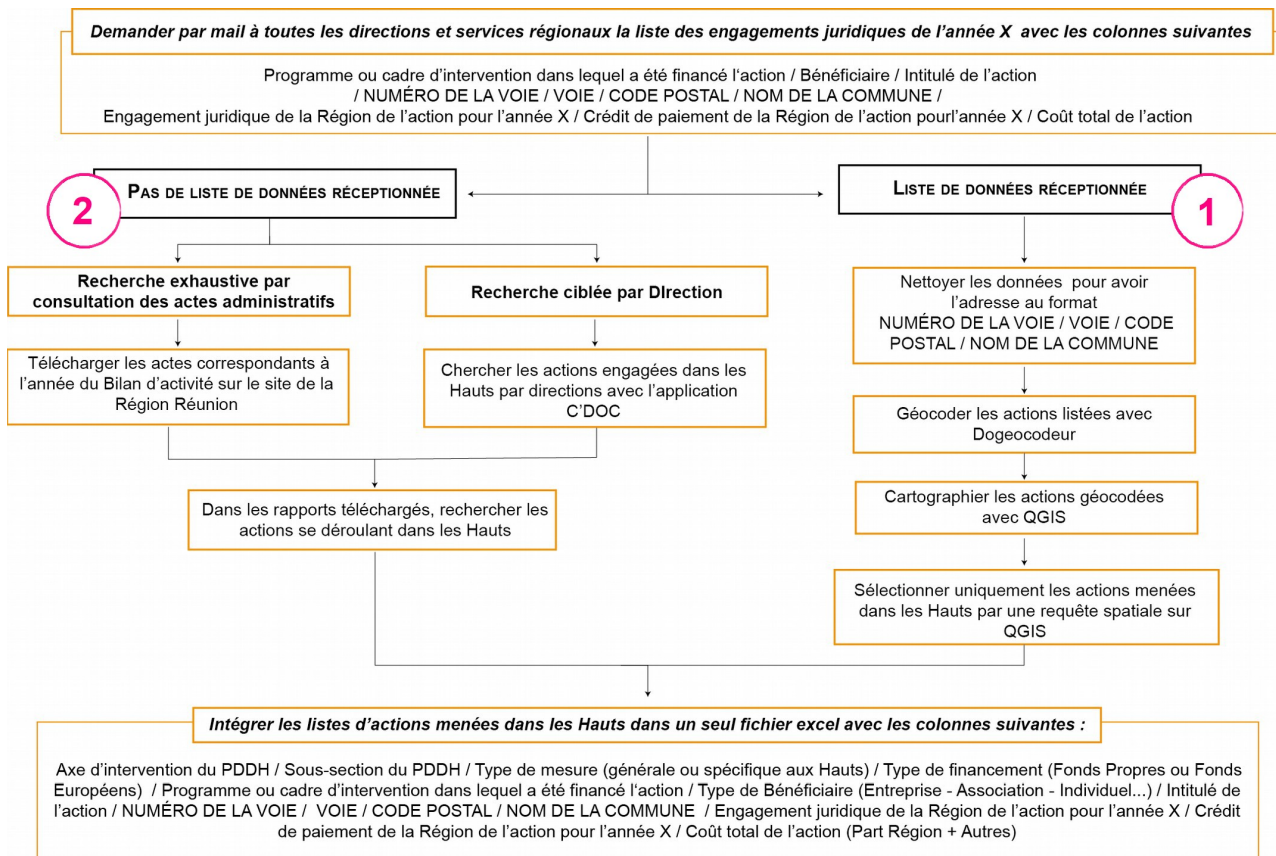 Demander par mail à toutes les directions et services régionaux la liste des engagements juridiques de l'année X avec les colonnes suivantes
Programme ou cadre d'intervention dans lequel a été financé l'action / Bénéficiaire / Intitulé de l'action
/ NUMÉRO DE LA VOIE / VOIE / CODE POSTAL / NOM DE LA COMMUNE /
Engagement juridique de la Région de l'action pour l'année X / Crédit de paiement de la Région de l'action pourl'année X / Coût total de l'action
2
PAS DE LISTE DE DONNÉES RÉCEPTIONNÉE
LISTE DE DONNÉES RÉCEPTIONNÉE
1
Recherche exhaustive par
consultation des actes administratifs
Recherche ciblée par DIrection
Nettoyer les données pour avoir
l'adresse au format
NUMÉRO DE LA VOIE / VOIE / CODE
POSTAL / NOM DE LA COMMUNE
Télécharger les actes correspondants à
l'année du Bilan d'activité sur le site de la
Région Réunion
Chercher les actions engagées dans les
Hauts par directions avec l'application
C'DOC
Géocoder les actions listées avec
Dogeocodeur
Dans les rapports téléchargés, rechercher les
actions se déroulant dans les Hauts
Cartographier les actions géocodées
avec QGIS
Sélectionner uniquement les actions menées
dans les Hauts par une requête spatiale sur
QGIS
Intégrer les listes d'actions menées dans les Hauts dans un seul fichier excel avec les colonnes suivantes :
Axe d'intervention du PDDH / Sous-section du PDDH / Type de mesure (générale ou spécifique aux Hauts) / Type de financement (Fonds Propres ou Fonds
Européens) / Programme ou cadre d'intervention dans lequel a été financé l'action / Type de Bénéficiaire (Entreprise - Association - Individuel...) / Intitulé de
l'action / NUMÉRO DE LA VOIE / VOIE / CODE POSTAL / NOM DE LA COMMUNE / Engagement juridique de la Région de l'action pour l'année X / Crédit
de paiement de la Région de l'action pour l'année X / Coût total de l'action (Part Région + Autres)